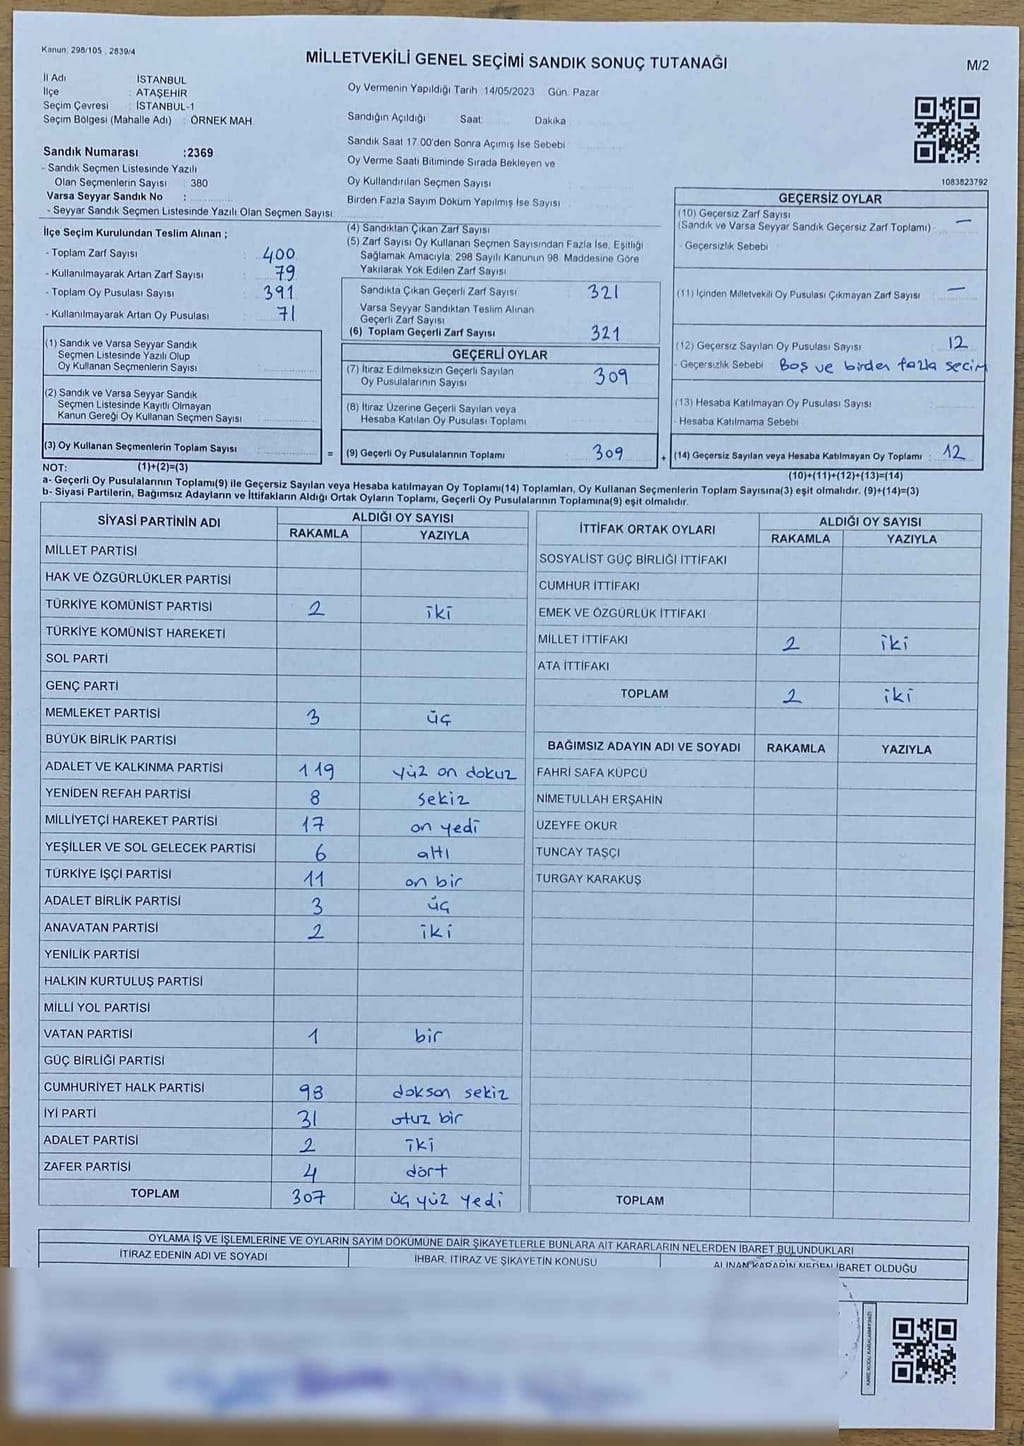 Kanun: 298/105 , 2839/4
MİLLETVEKİLİ GENEL SEÇİMİ SANDIK SONUÇ TUTANAĞI
M/2
İl Adı : İSTANBUL
İlçe : ATAŞEHİR
Seçim Çevresi : İSTANBUL-1
Seçim Bölgesi (Mahalle Adı) : ÖRNEK MAH.
Sandık Numarası :2369
- Sandık Seçmen Listesinde Yazılı
Olan Seçmenlerin Sayısı : 380
Varsa Seyyar Sandık No :
- Seyyar Sandık Seçmen Listesinde Yazılı Olan Seçmen Sayısı:
İlçe Seçim Kurulundan Teslim Alınan ;
- Toplam Zarf Sayısı : 400
- Kullanılmayarak Artan Zarf Sayısı : 79
- Toplam Oy Pusulası Sayısı : 391
- Kullanılmayarak Artan Oy Pusulası : 71
Oy Vermenin Yapıldığı Tarih 14/05/2023 Gün: Pazar
Sandığın Açıldığı Saat: Dakika
Sandık Saat 17.00'den Sonra Açımış İse Sebebi
Oy Verme Saati Bitiminde Sırada Bekleyen ve
Oy Kullandırılan Seçmen Sayısı
Birden Fazla Sayım Döküm Yapılmış İse Sayısı
(4) Sandıktan Çıkan Zarf Sayısı
(5) Zarf Sayısı Oy Kullanan Seçmen Sayısından Fazla İse, Eşitliği
Sağlamak Amacıyla; 298 Sayılı Kanunun 98. Maddesine Göre
Yakılarak Yok Edilen Zarf Sayısı
Sandıkta Çıkan Geçerli Zarf Sayısı 321
Varsa Seyyar Sandıktan Teslim Alınan
Geçerli Zarf Sayısı
(6) Toplam Geçerli Zarf Sayısı 321
1083823792
GEÇERSİZ OYLAR
(10) Geçersiz Zarf Sayısı
(Sandık ve Varsa Seyyar Sandık Geçersiz Zarf Toplamı) —
- Geçersizlik Sebebi
(11) İçinden Milletvekili Oy Pusulası Çıkmayan Zarf Sayısı —
(12) Geçersiz Sayılan Oy Pusulası Sayısı 12
- Geçersizlik Sebebi Boş ve birden fazla seçim
(13) Hesaba Katılmayan Oy Pusulası Sayısı
- Hesaba Katılmama Sebebi
(14) Geçersiz Sayılan veya Hesaba Katılmayan Oy Toplamı : 12
(1) Sandık ve Varsa Seyyar Sandık
Seçmen Listesinde Yazılı Olup
Oy Kullanan Seçmenlerin Sayısı
(2) Sandık ve Varsa Seyyar Sandık
Seçmen Listesinde Kayıtlı Olmayan
Kanun Gereği Oy Kullanan Seçmen Sayısı
(3) Oy Kullanan Seçmenlerin Toplam Sayısı
=
GEÇERLİ OYLAR
(7) İtiraz Edilmeksizin Geçerli Sayılan
Oy Pusulalarının Sayısı 309
(8) İtiraz Üzerine Geçerli Sayılan veya
Hesaba Katılan Oy Pusulası Toplamı
(9) Geçerli Oy Pusulalarının Toplamı 309
+
NOT: (1)+(2)=(3) (10)+(11)+(12)+(13)=(14)
a- Geçerli Oy Pusulalarının Toplamı(9) ile Geçersiz Sayılan veya Hesaba katılmayan Oy Toplamı(14) Toplamları, Oy Kullanan Seçmenlerin Toplam Sayısına(3) eşit olmalıdır. (9)+(14)=(3)
b- Siyasi Partilerin, Bağımsız Adayların ve İttifakların Aldığı Ortak Oyların Toplamı, Geçerli Oy Pusulalarının Toplamına(9) eşit olmalıdır.
SİYASİ PARTİNİN ADI ALDIĞI OY SAYISI
RAKAMLA YAZIYLA
MİLLET PARTİSİ
HAK VE ÖZGÜRLÜKLER PARTİSİ
TÜRKİYE KOMÜNİST PARTİSİ 2 iki
TÜRKİYE KOMÜNİST HAREKETİ
SOL PARTİ
GENÇ PARTİ
MEMLEKET PARTİSİ 3 üç
BÜYÜK BİRLİK PARTİSİ
ADALET VE KALKINMA PARTİSİ 119 yüz on dokuz
YENİDEN REFAH PARTİSİ 8 sekiz
MİLLİYETÇİ HAREKET PARTİSİ 17 on yedi
YEŞİLLER VE SOL GELECEK PARTİSİ 6 altı
TÜRKİYE İŞÇİ PARTİSİ 11 on bir
ADALET BİRLİK PARTİSİ 3 üç
ANAVATAN PARTİSİ 2 iki
YENİLİK PARTİSİ
HALKIN KURTULUŞ PARTİSİ
MİLLİ YOL PARTİSİ
VATAN PARTİSİ 1 bir
GÜÇ BİRLİĞİ PARTİSİ
CUMHURİYET HALK PARTİSİ 98 doksan sekiz
İYİ PARTİ 31 otuz bir
ADALET PARTİSİ 2 iki
ZAFER PARTİSİ 4 dört
TOPLAM 307 üç yüz yedi
İTTİFAK ORTAK OYLARI ALDIĞI OY SAYISI
RAKAMLA YAZIYLA
SOSYALİST GÜÇ BİRLİĞİ İTTİFAKI
CUMHUR İTTİFAKI
EMEK VE ÖZGÜRLÜK İTTİFAKI
MİLLET İTTİFAKI 2 iki
ATA İTTİFAKI
TOPLAM 2 iki
BAĞIMSIZ ADAYIN ADI VE SOYADI RAKAMLA YAZIYLA
FAHRİ SAFA KÜPCÜ
NİMETULLAH ERŞAHİN
ÜZEYFE OKUR
TUNCAY TAŞÇI
TURGAY KARAKUŞ
TOPLAM
OYLAMA İŞ VE İŞLEMLERİNE VE OYLARIN SAYIM DÖKÜMÜNE DAİR ŞİKAYETLERLE BUNLARA AİT KARARLARIN NELERDEN İBARET BULUNDUKLARI
İTİRAZ EDENİN ADI VE SOYADI İHBAR, İTİRAZ VE ŞİKAYETİN KONUSU ALINAN KARARIN NEDEN İBARET OLDUĞU